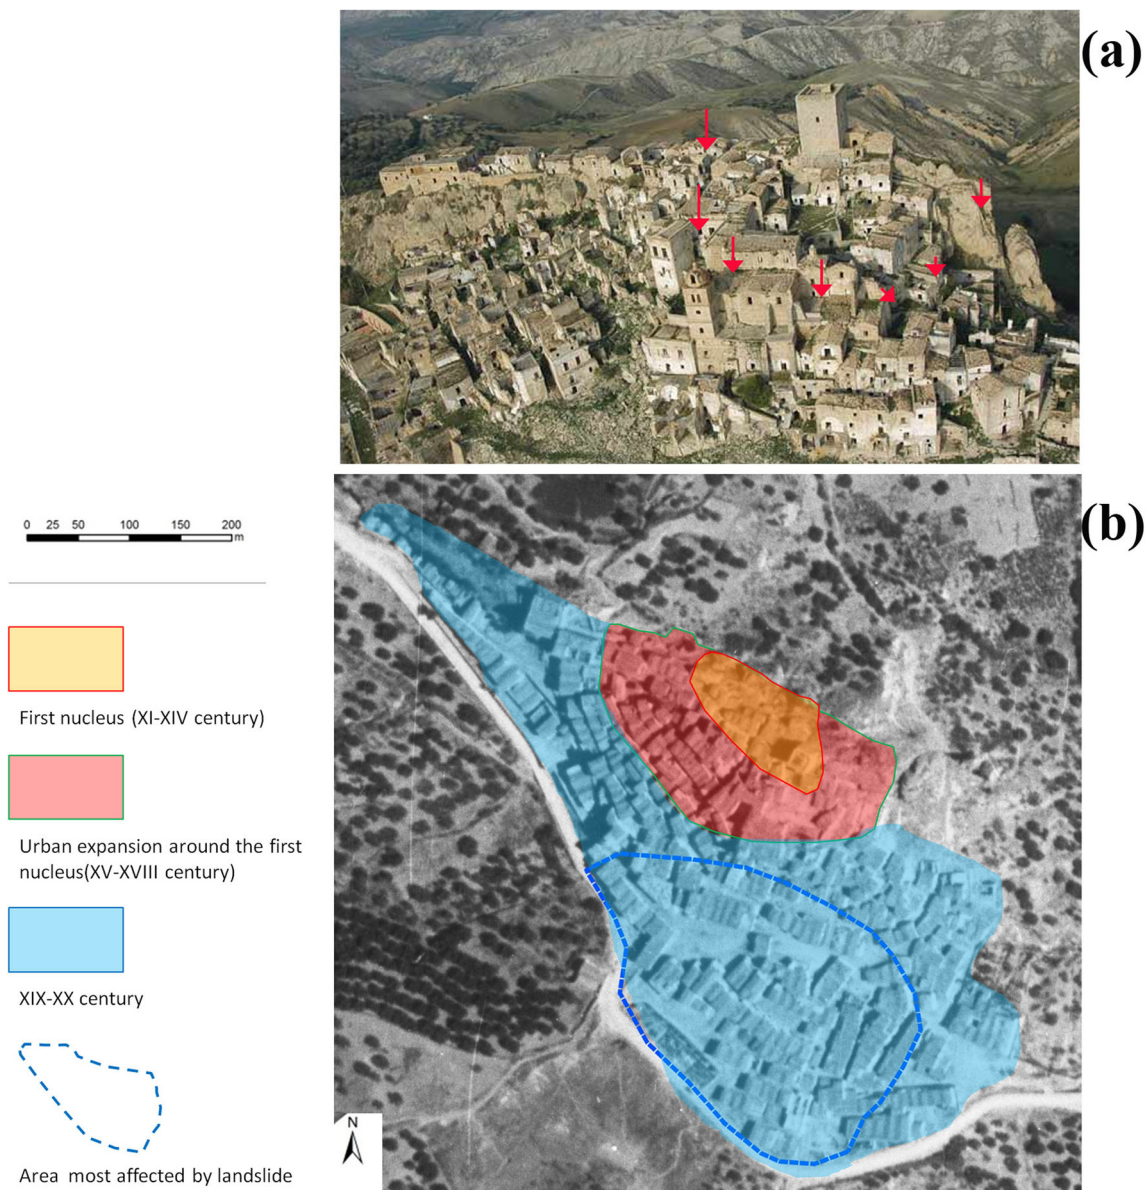 (a)
(b)
0 25 50 100 150 200
m
First nucleus (XI-XIV century)
Urban expansion around the first
nucleus(XV-XVIII century)
XIX-XX century
Area most affected by landslide
N